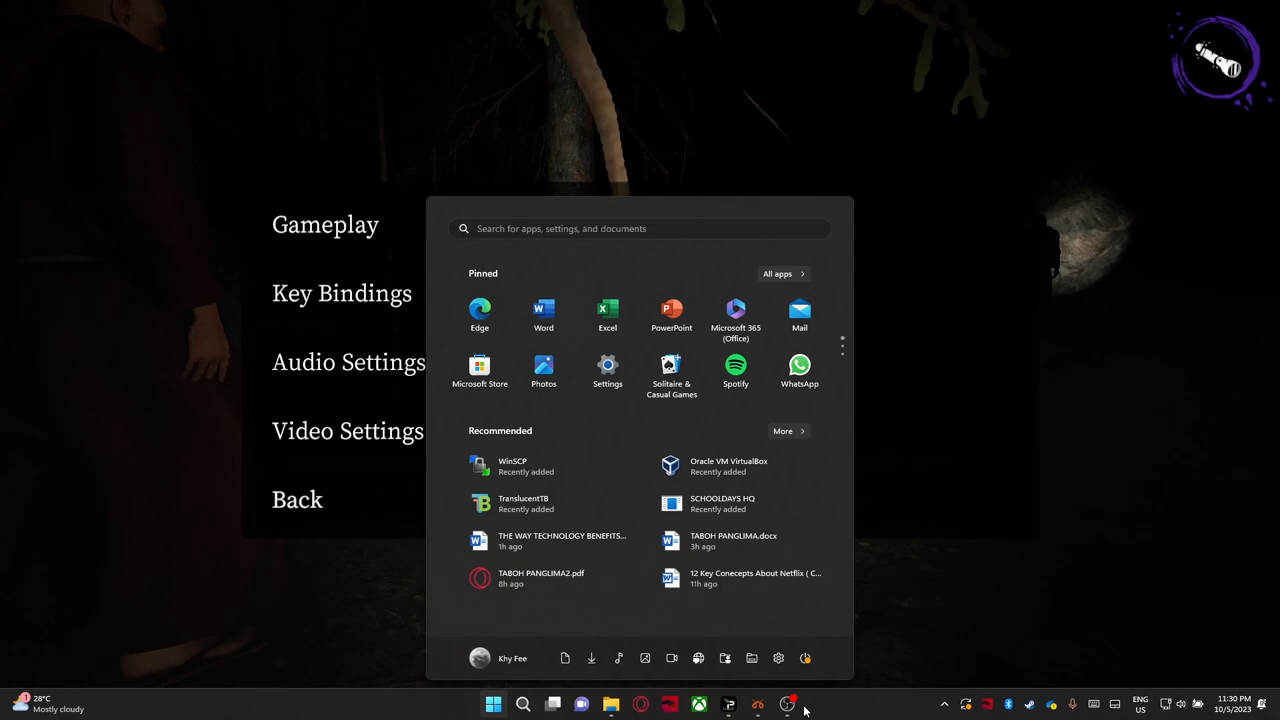 Gameplay
Key Bindings
Audio Settings
Video Settings
Back
Search for apps, settings, and documents
Pinned
All apps
Edge
Word
Excel
PowerPoint
Microsoft 365
(Office)
Mail
Microsoft Store
Photos
Settings
Solitaire &
Casual Games
Spotify
WhatsApp
Recommended
More
WinSCP
Recently added
Oracle VM VirtualBox
Recently added
TranslucentTB
Recently added
SCHOOLDAYS HQ
Recently added
THE WAY TECHNOLOGY BENEFITS...
1h ago
TABOH PANGLIMA.docx
3h ago
TABOH PANGLIMA2.pdf
8h ago
12 Key Conecepts About Netflix ( C...
11h ago
Khy Fee
1
28°C
Mostly cloudy
ENG
US
11:30 PM
10/5/2023